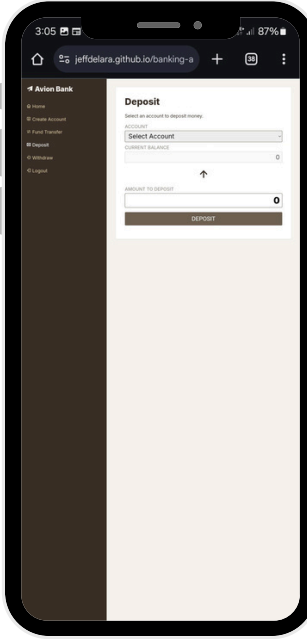 3:05
87%
jeffdelara.github.io/banking-a
38
Avion Bank
Home
Create Account
Fund Transfer
Deposit
Withdraw
Logout
Deposit
Select an account to deposit money.
ACCOUNT
Select Account
CURRENT BALANCE
0
AMOUNT TO DEPOSIT
0
DEPOSIT